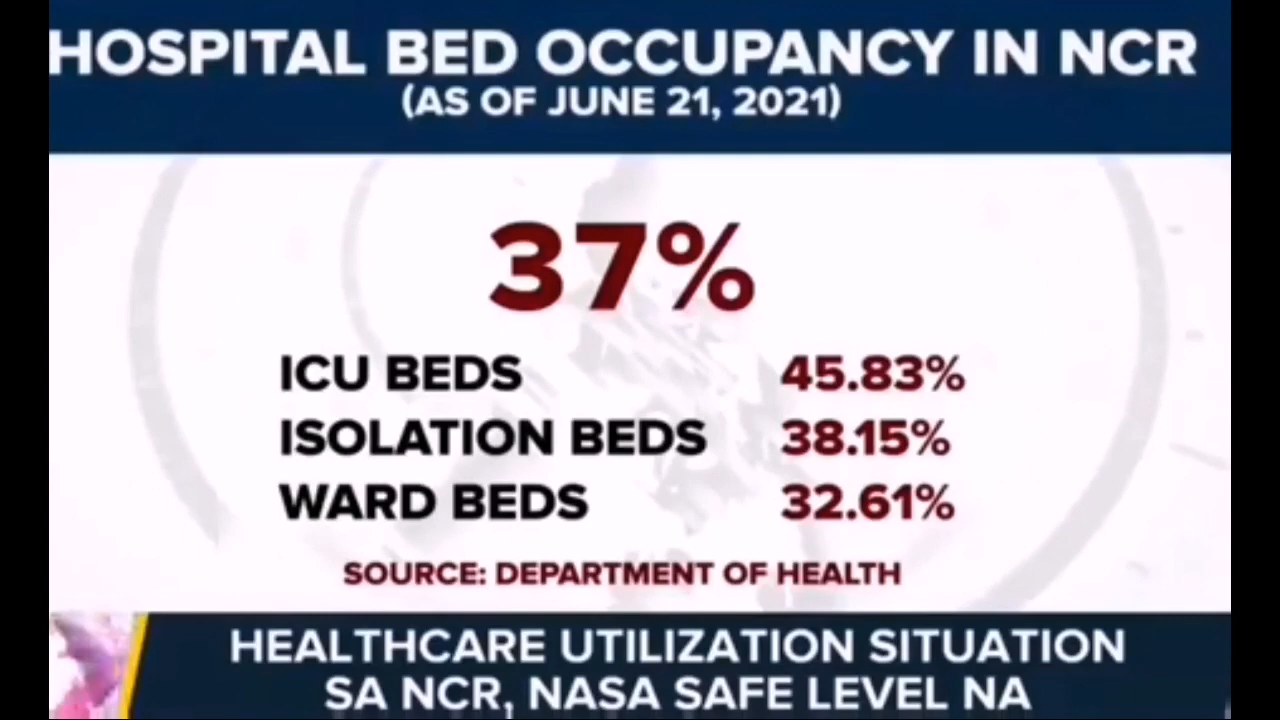 HOSPITAL BED OCCUPANCY IN NCR
(AS OF JUNE 21, 2021)
37%
ICU BEDS 45.83%
ISOLATION BEDS 38.15%
WARD BEDS 32.61%
SOURCE: DEPARTMENT OF HEALTH
HEALTHCARE UTILIZATION SITUATION
SA NCR, NASA SAFE LEVEL NA